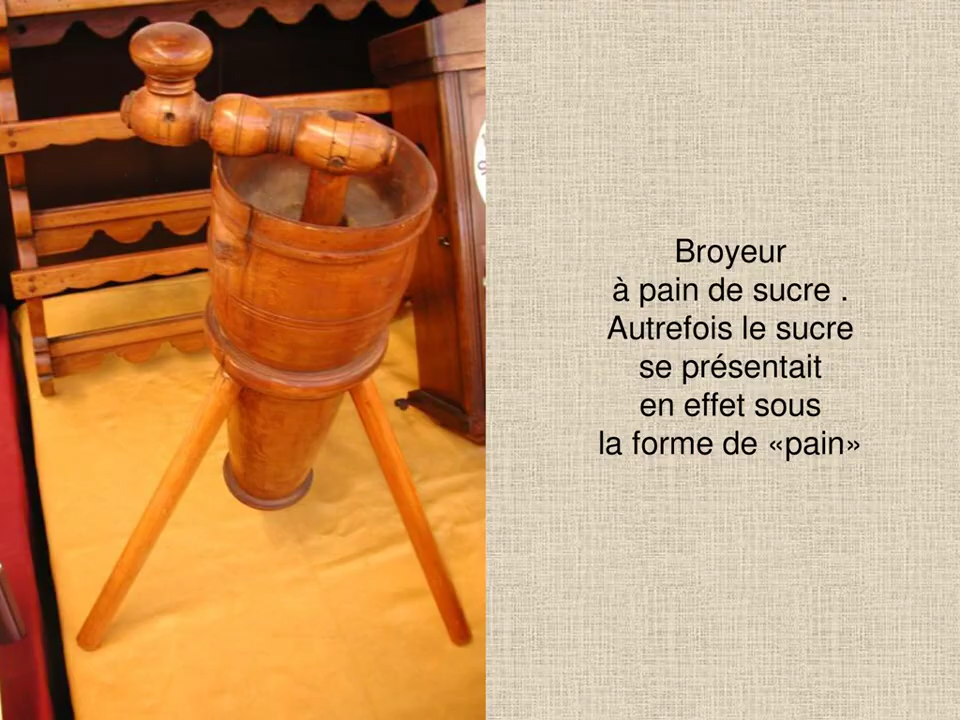 Broyeur
à pain de sucre .
Autrefois le sucre
se présentait
en effet sous
la forme de «pain»